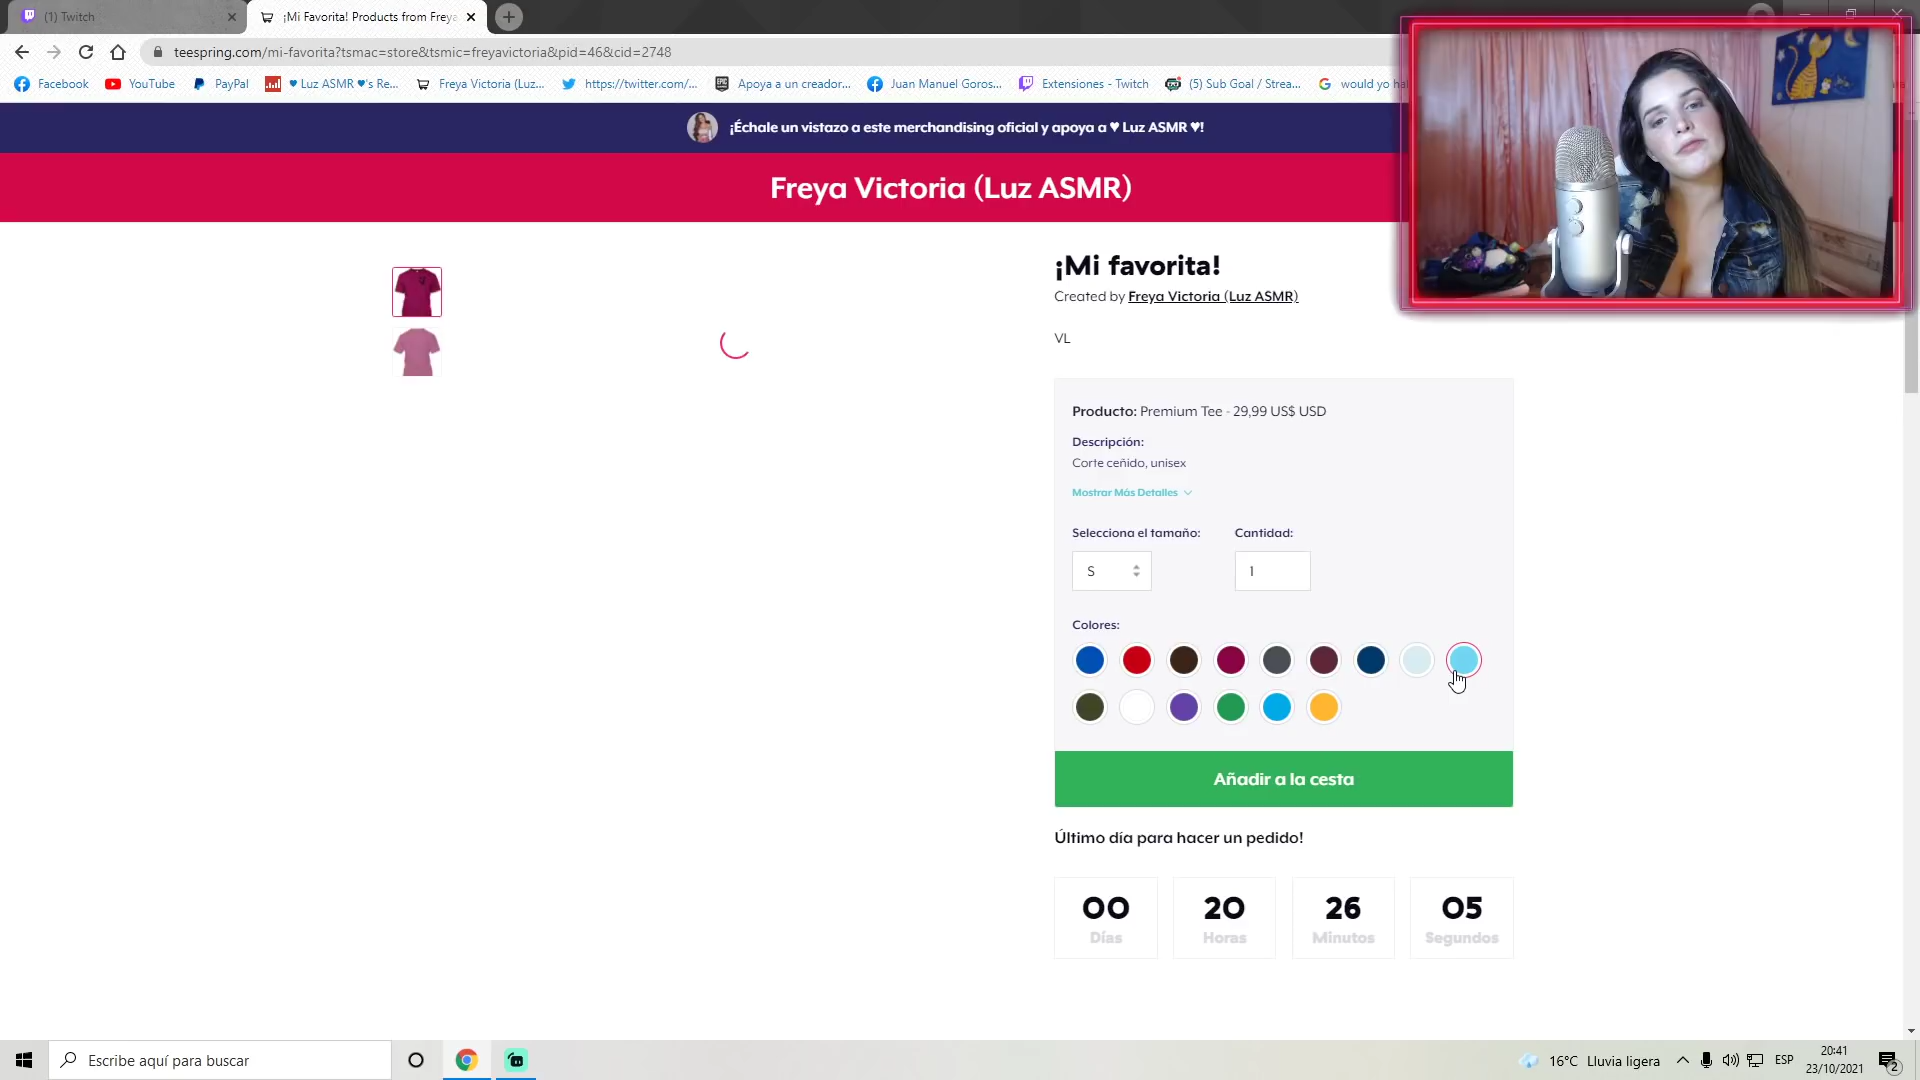 (1) Twitch
¡Mi Favorita! Products from Freya
teespring.com/mi-favorita?tsmac=store&tsmic=freyavictoria&pid=46&cid=2748
Facebook
YouTube
PayPal
♥ Luz ASMR ♥'s Re...
Freya Victoria (Luz...
https://twitter.com/...
Apoya a un creador...
Juan Manuel Goros...
Extensiones - Twitch
(5) Sub Goal / Strea...
would yo ha
¡Échale un vistazo a este merchandising oficial y apoya a ♥ Luz ASMR ♥!
Freya Victoria (Luz ASMR)
¡Mi favorita!
Created by Freya Victoria (Luz ASMR)
VL
Producto: Premium Tee - 29,99 US$ USD
Descripción:
Corte ceñido, unisex
Mostrar Más Detalles
Selecciona el tamaño:
Cantidad:
S
1
Colores:
Añadir a la cesta
Último día para hacer un pedido!
00
20
26
05
Días
Horas
Minutos
Segundos
Escribe aquí para buscar
16°C Lluvia ligera
ESP
20:41
23/10/2021
2